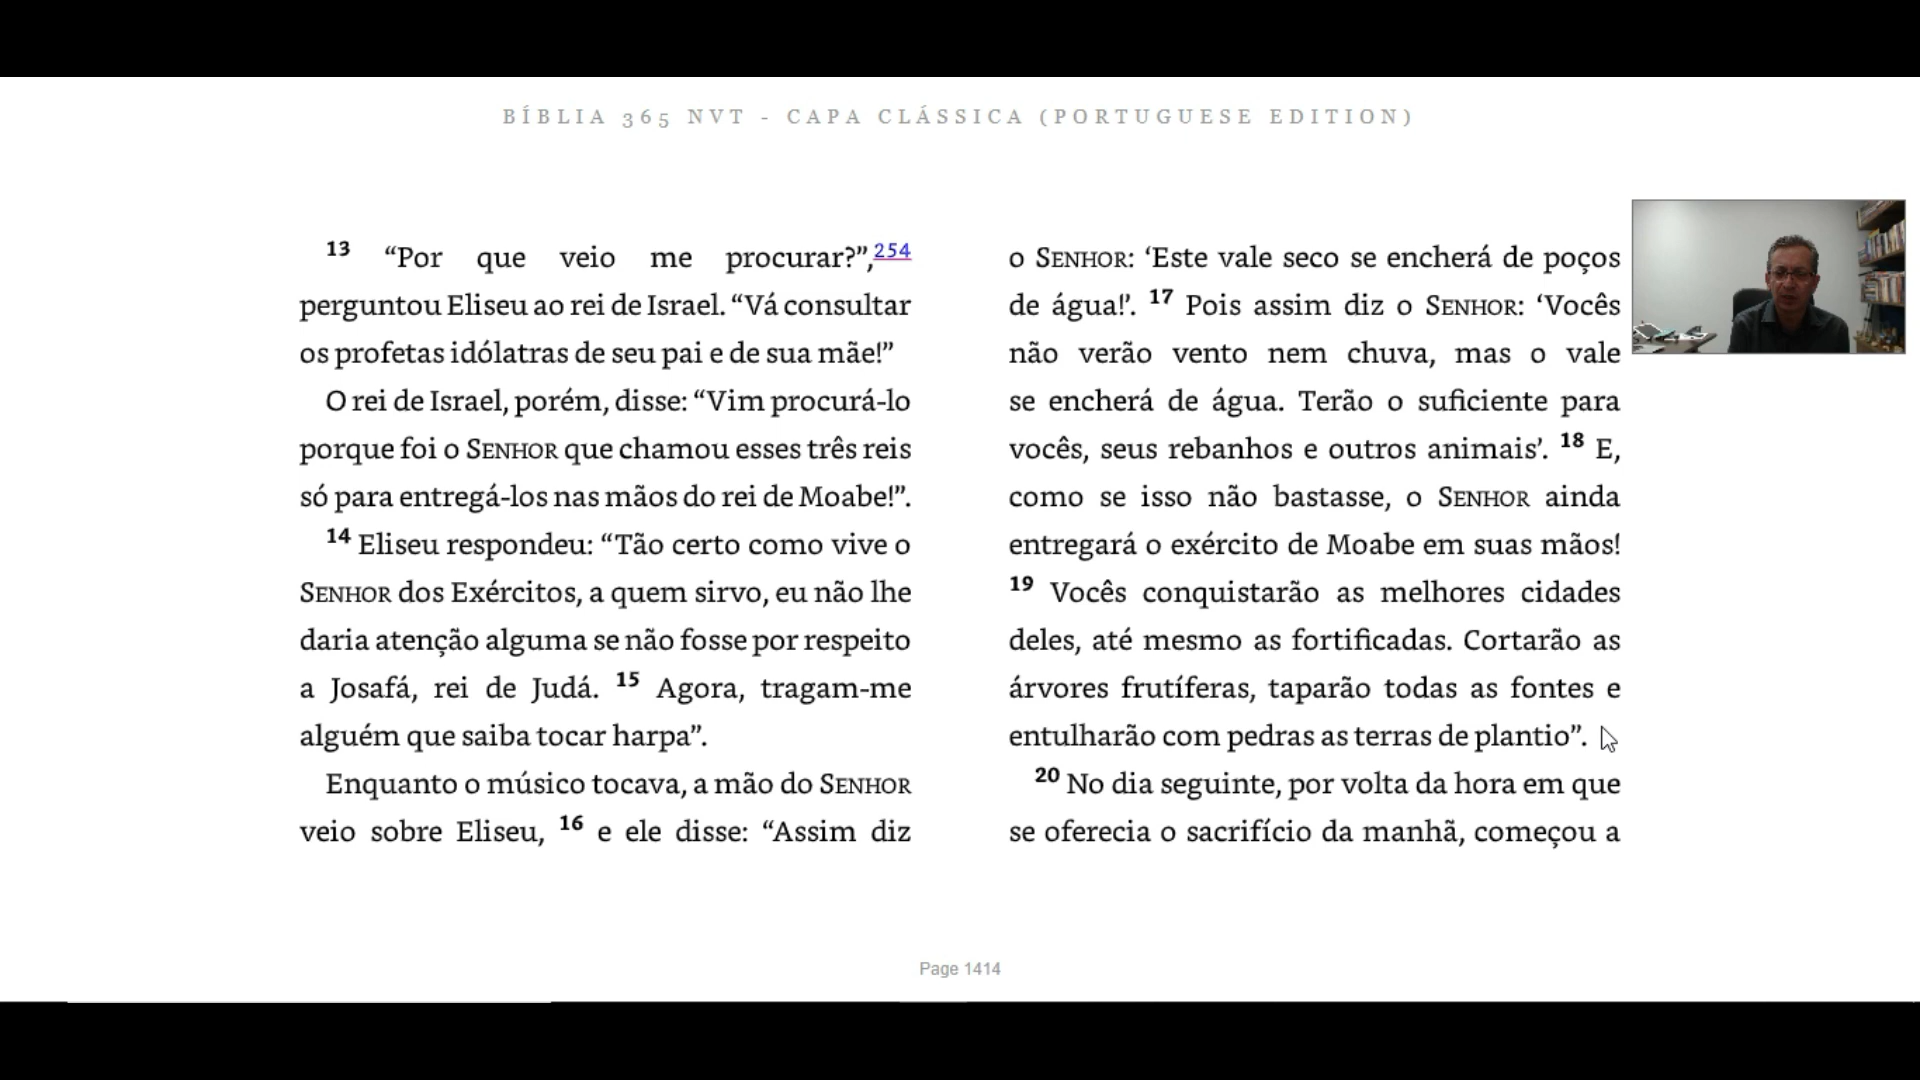 BÍBLIA 365 NVT - CAPA CLÁSSICA (PORTUGUESE EDITION)
13 “Por que veio me procurar?”,254
perguntou Eliseu ao rei de Israel. “Vá consultar
os profetas idólatras de seu pai e de sua mãe!”
O rei de Israel, porém, disse: “Vim procurá-lo
porque foi o SENHOR que chamou esses três reis
só para entregá-los nas mãos do rei de Moabe!”.
14 Eliseu respondeu: “Tão certo como vive o
SENHOR dos Exércitos, a quem sirvo, eu não lhe
daria atenção alguma se não fosse por respeito
a Josafá, rei de Judá. 15 Agora, tragam-me
alguém que saiba tocar harpa”.
Enquanto o músico tocava, a mão do SENHOR
veio sobre Eliseu, 16 e ele disse: “Assim diz
o SENHOR: ‘Este vale seco se encherá de poços
de água!’. 17 Pois assim diz o SENHOR: ‘Vocês
não verão vento nem chuva, mas o vale
se encherá de água. Terão o suficiente para
vocês, seus rebanhos e outros animais’. 18 E,
como se isso não bastasse, o SENHOR ainda
entregará o exército de Moabe em suas mãos!
19 Vocês conquistarão as melhores cidades
deles, até mesmo as fortificadas. Cortarão as
árvores frutíferas, taparão todas as fontes e
entulharão com pedras as terras de plantio”.
20 No dia seguinte, por volta da hora em que
se oferecia o sacrifício da manhã, começou a
Page 1414